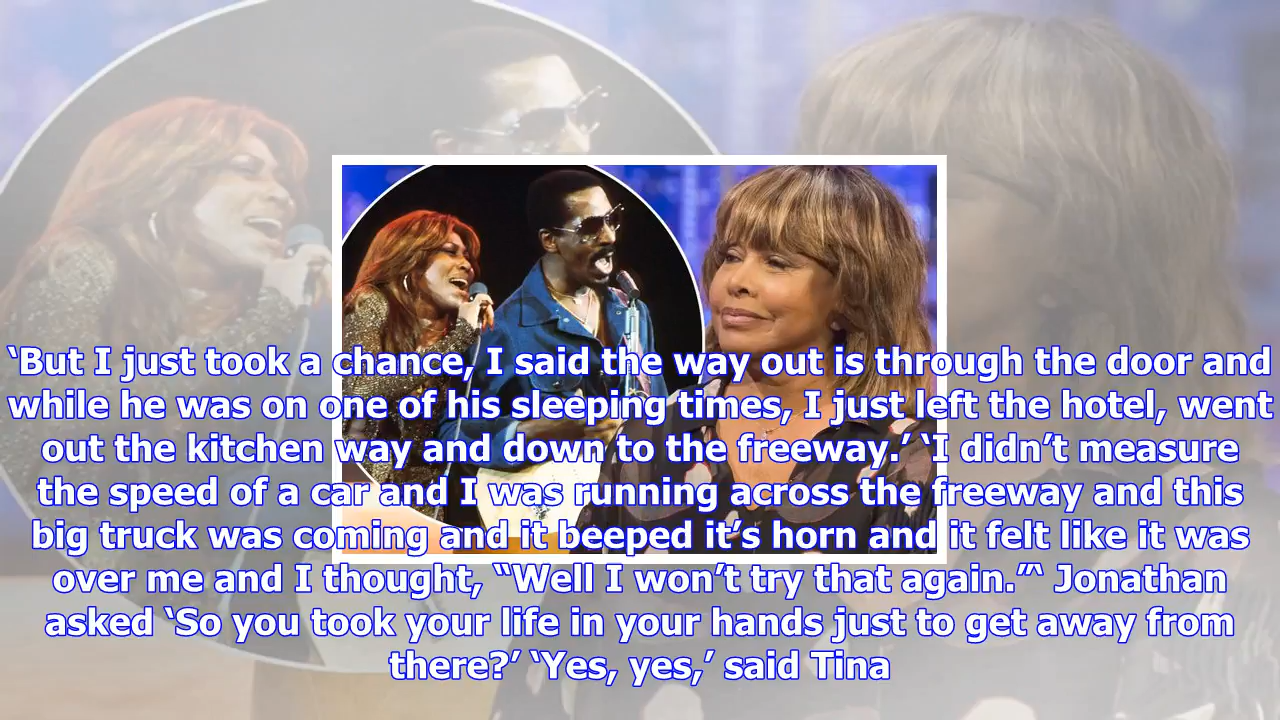 ‘But I just took a chance, I said the way out is through the door and
while he was on one of his sleeping times, I just left the hotel, went
out the kitchen way and down to the freeway.’ ‘I didn’t measure
the speed of a car and I was running across the freeway and this
big truck was coming and it beeped it’s horn and it felt like it was
over me and I thought, “Well I won’t try that again.”‘ Jonathan
asked ‘So you took your life in your hands just to get away from
there?’ ‘Yes, yes,’ said Tina